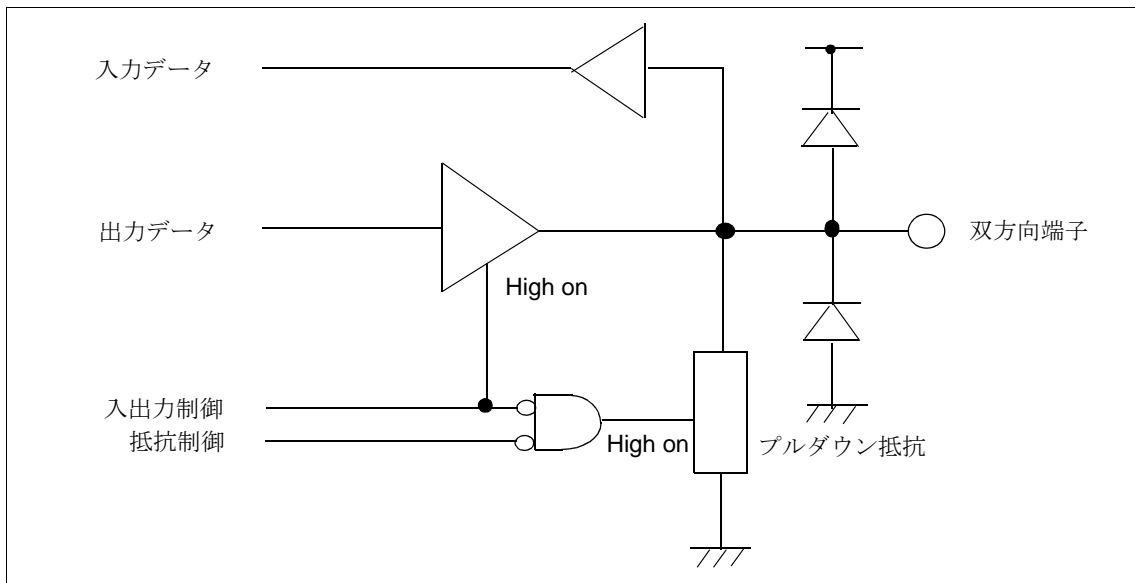 入力データ
出力データ
双方向端子
High on
入出力制御
抵抗制御
High on
プルダウン抵抗